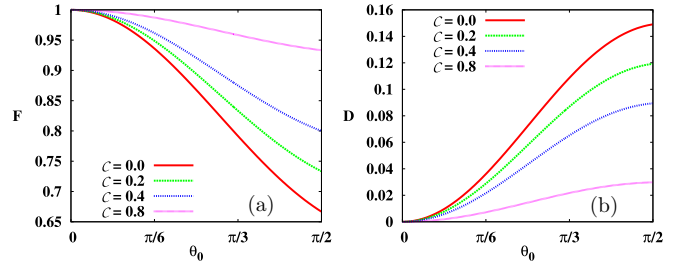 1
0.95
0.9
0.85
0.8
0.75
0.7
0.65
F
0
π/6
π/3
π/2
θ0
C = 0.0
C = 0.2
C = 0.4
C = 0.8
(a)
0.16
0.14
0.12
0.1
0.08
0.06
0.04
0.02
0
D
0
π/6
π/3
π/2
θ0
C = 0.0
C = 0.2
C = 0.4
C = 0.8
(b)